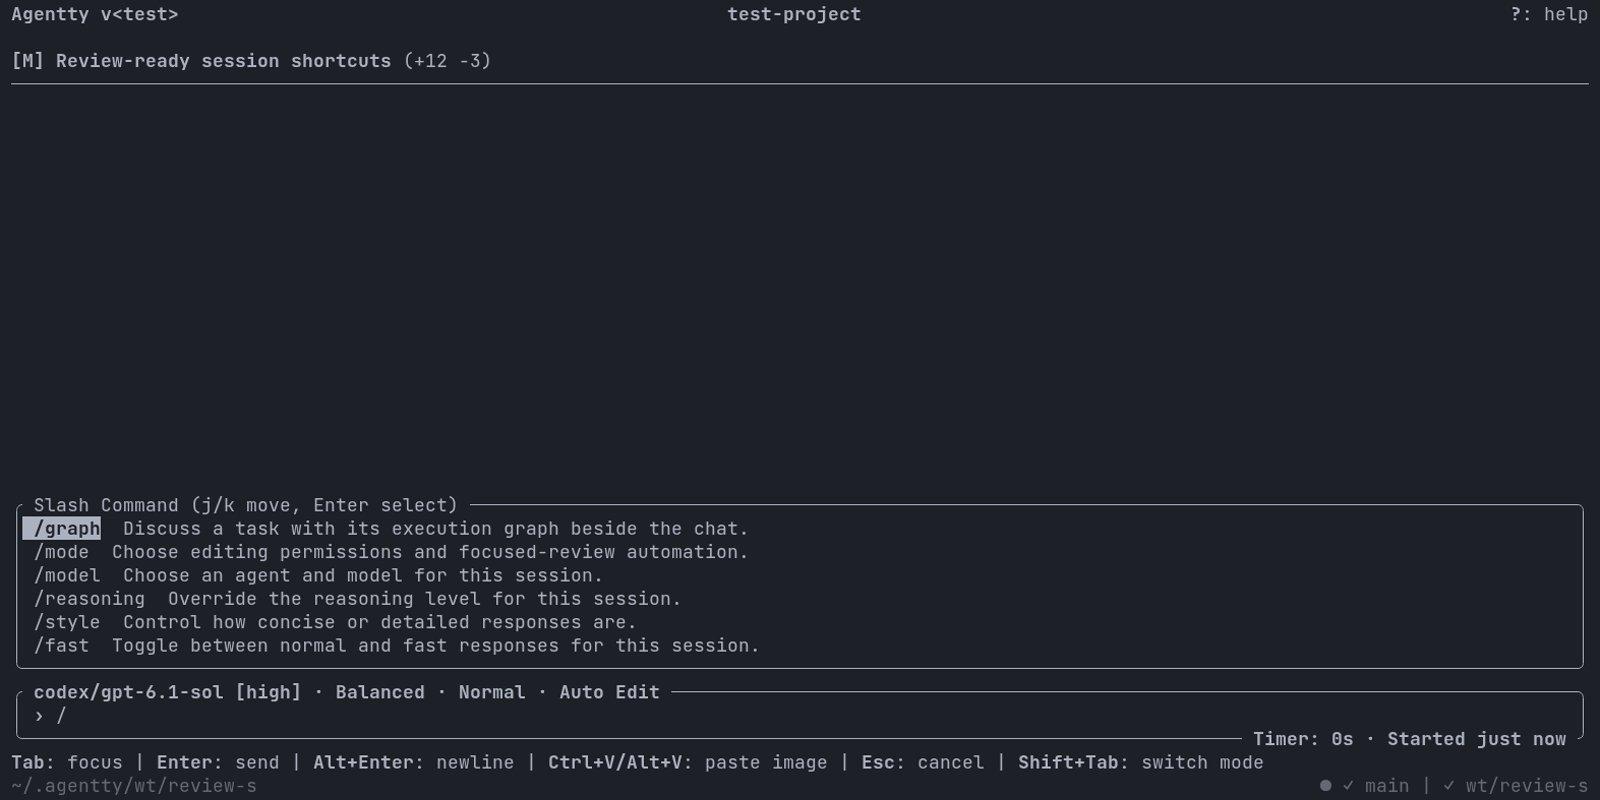 Agentty v<test> test-project ?: help
[M] Review-ready session shortcuts (+12 -3)
Slash Command (j/k move, Enter select)
/graph  Discuss a task with its execution graph beside the chat.
/mode  Choose editing permissions and focused-review automation.
/model  Choose an agent and model for this session.
/reasoning  Override the reasoning level for this session.
/style  Control how concise or detailed responses are.
/fast  Toggle between normal and fast responses for this session.
codex/gpt-6.1-sol [high] · Balanced · Normal · Auto Edit
› /
Timer: 0s · Started just now
Tab: focus | Enter: send | Alt+Enter: newline | Ctrl+V/Alt+V: paste image | Esc: cancel | Shift+Tab: switch mode
~/.agentty/wt/review-s ● ✓ main | ✓ wt/review-s